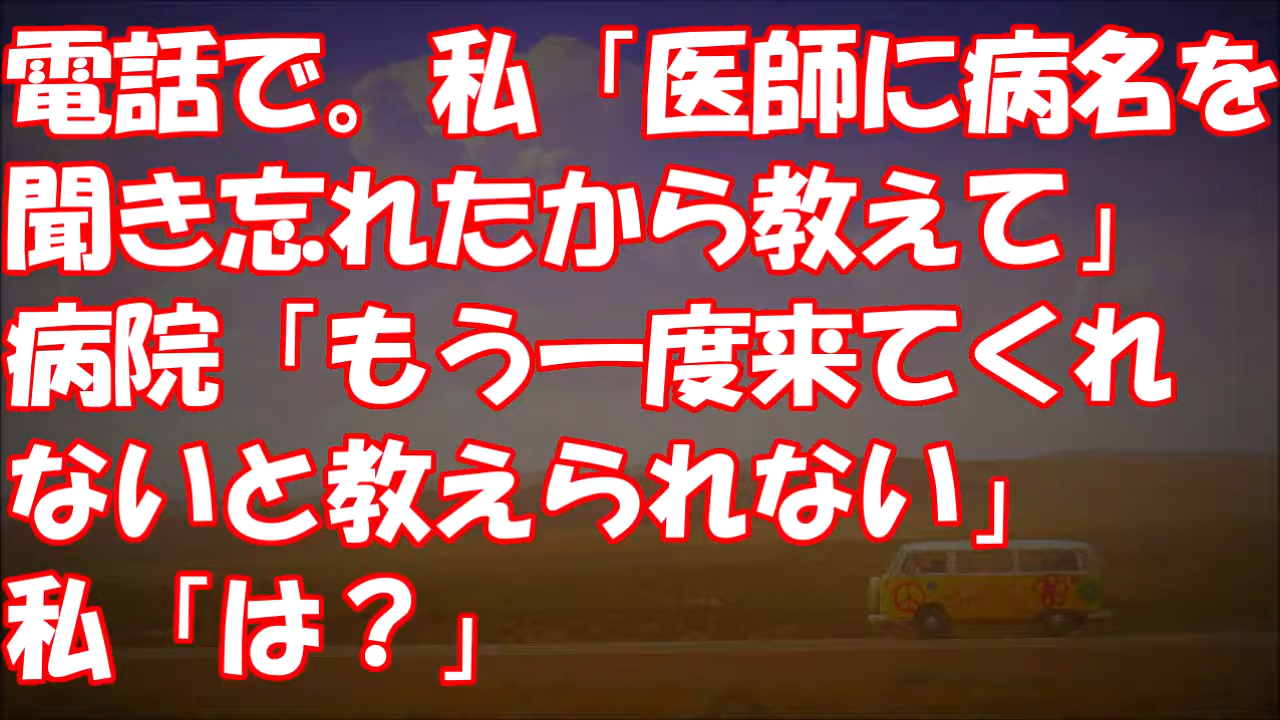 電話で。私「医師に病名を
聞き忘れたから教えて」
病院「もう一度来てくれ
ないと教えられない」
私「は？」